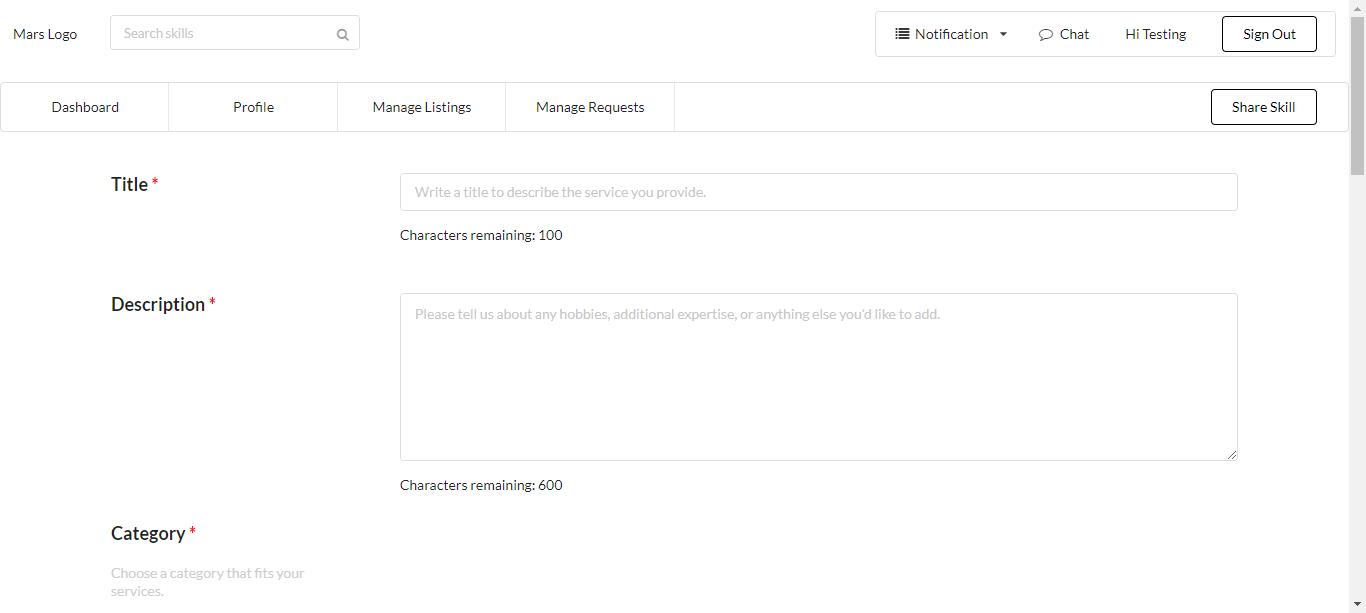 Mars Logo
Search skills
Notification
Chat
Hi Testing
Sign Out
Dashboard
Profile
Manage Listings
Manage Requests
Share Skill
Title *
Write a title to describe the service you provide.
Characters remaining: 100
Description *
Please tell us about any hobbies, additional expertise, or anything else you'd like to add.
Characters remaining: 600
Category *
Choose a category that fits your
services.